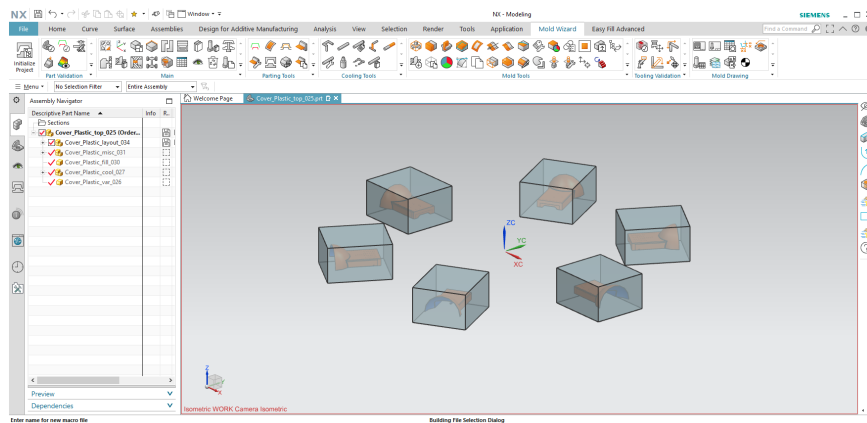 NX Window NX - Modeling SIEMENS
File Home Curve Surface Assemblies Design for Additive Manufacturing Analysis View Selection Render Tools Application Mold Wizard Easy Fill Advanced Find a Command
Initialize
Project
Part Validation Main Parting Tools Cooling Tools Mold Tools Tooling Validation Mold Drawing
Menu No Selection Filter Entire Assembly
Assembly Navigator Welcome Page Cover_Plastic_top_025.prt
Descriptive Part Name Info R...
Sections
Cover_Plastic_top_025 (Order...
Cover_Plastic_layout_034
Cover_Plastic_misc_031
Cover_Plastic_fill_030
Cover_Plastic_cool_027
Cover_Plastic_var_026
ZC
YC
XC
Z
Y
X
Preview
Dependencies
Isometric WORK Camera Isometric
Enter name for new macro file Building File Selection Dialog